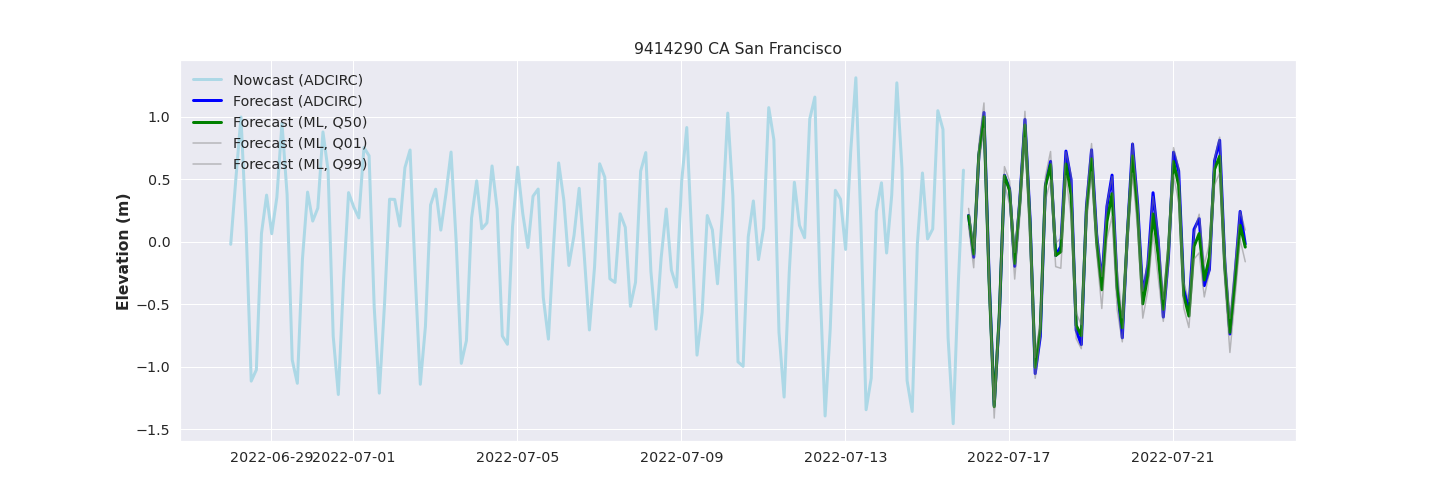 9414290 CA San Francisco
Nowcast (ADCIRC)
Forecast (ADCIRC)
Forecast (ML, Q50)
Forecast (ML, Q01)
Forecast (ML, Q99)
Elevation (m)
1.0
0.5
0.0
−0.5
−1.0
−1.5
2022-06-29
2022-07-01
2022-07-05
2022-07-09
2022-07-13
2022-07-17
2022-07-21